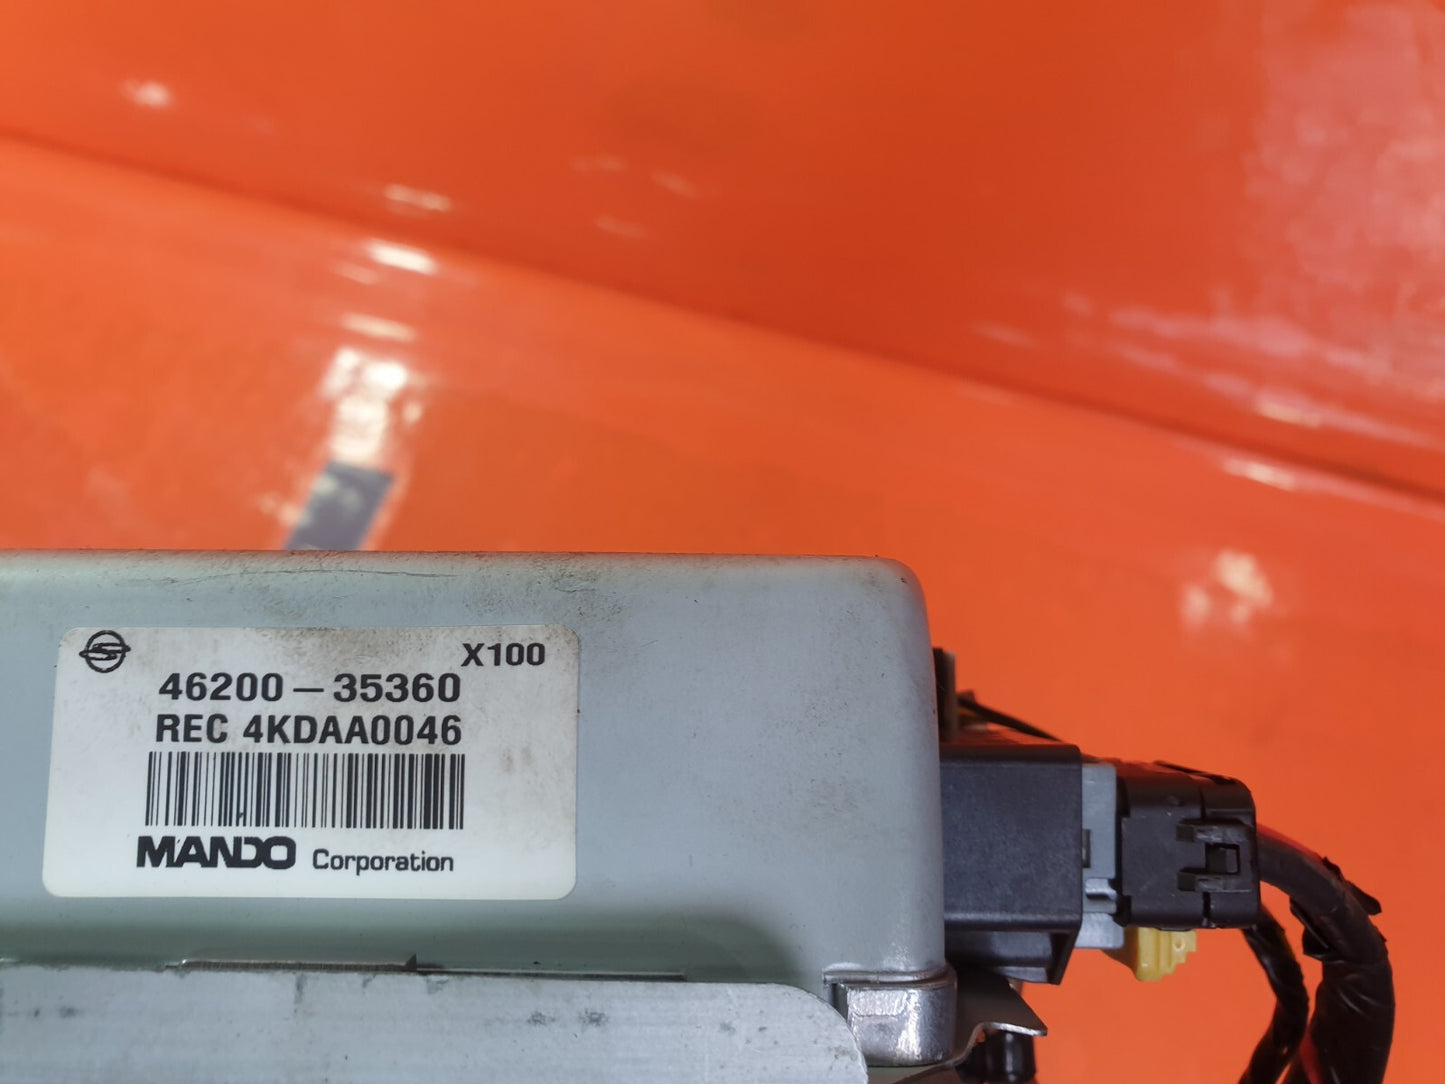 X100
46200-35360
REC 4KDAA0046
MANDO Corporation